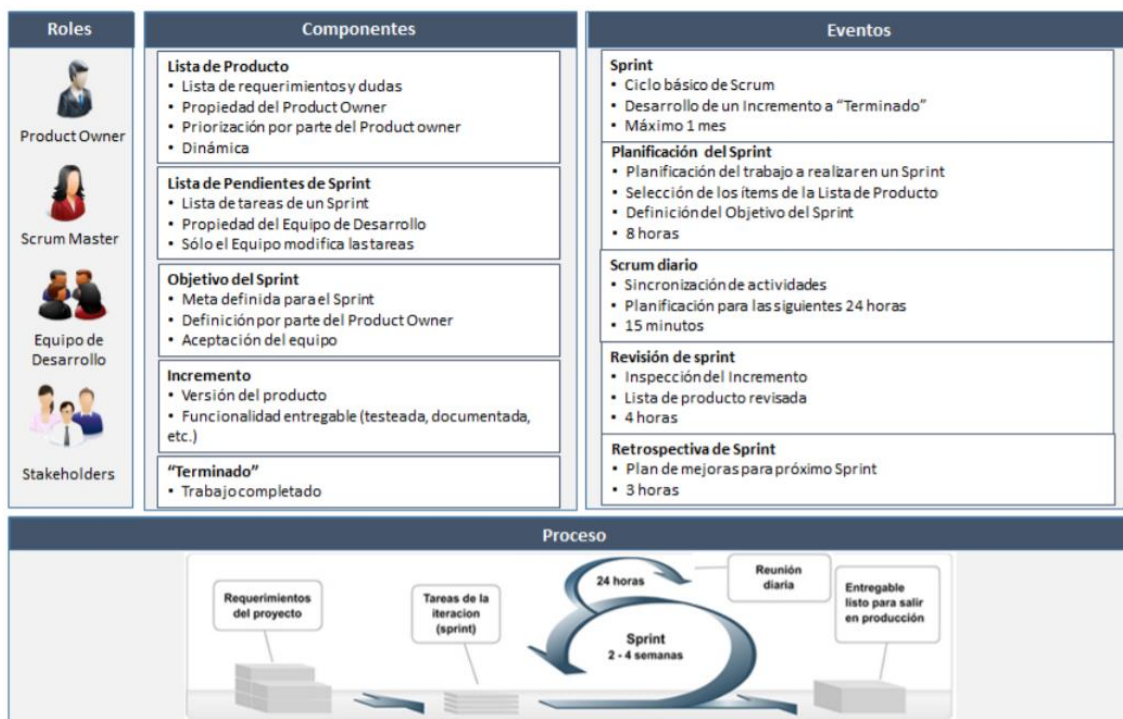 Roles
Product Owner
Scrum Master
Equipo de
Desarrollo
Stakeholders
Componentes
Lista de Producto
• Lista de requerimientos y dudas
• Propiedad del Product Owner
• Priorización por parte del Product owner
• Dinámica
Lista de Pendientes de Sprint
• Lista de tareas de un Sprint
• Propiedad del Equipo de Desarrollo
• Sólo el Equipo modifica las tareas
Objetivo del Sprint
• Meta definida para el Sprint
• Definición por parte del Product Owner
• Aceptación del equipo
Incremento
• Versión del producto
• Funcionalidad entregable (testeada, documentada,
etc.)
“Terminado”
• Trabajo completado
Eventos
Sprint
• Ciclo básico de Scrum
• Desarrollo de un Incremento a “Terminado”
• Máximo 1 mes
Planificación del Sprint
• Planificación del trabajo a realizar en un Sprint
• Selección de los ítems de la Lista de Producto
• Definición del Objetivo del Sprint
• 8 horas
Scrum diario
• Sincronización de actividades
• Planificación para las siguientes 24 horas
• 15 minutos
Revisión de sprint
• Inspección del Incremento
• Lista de producto revisada
• 4 horas
Retrospectiva de Sprint
• Plan de mejoras para próximo Sprint
• 3 horas
Proceso
Requerimientos
del proyecto
Tareas de la
iteracion
(sprint)
24 horas
Sprint
2 - 4 semanas
Reunión
diaria
Entregable
listo para salir
en producción